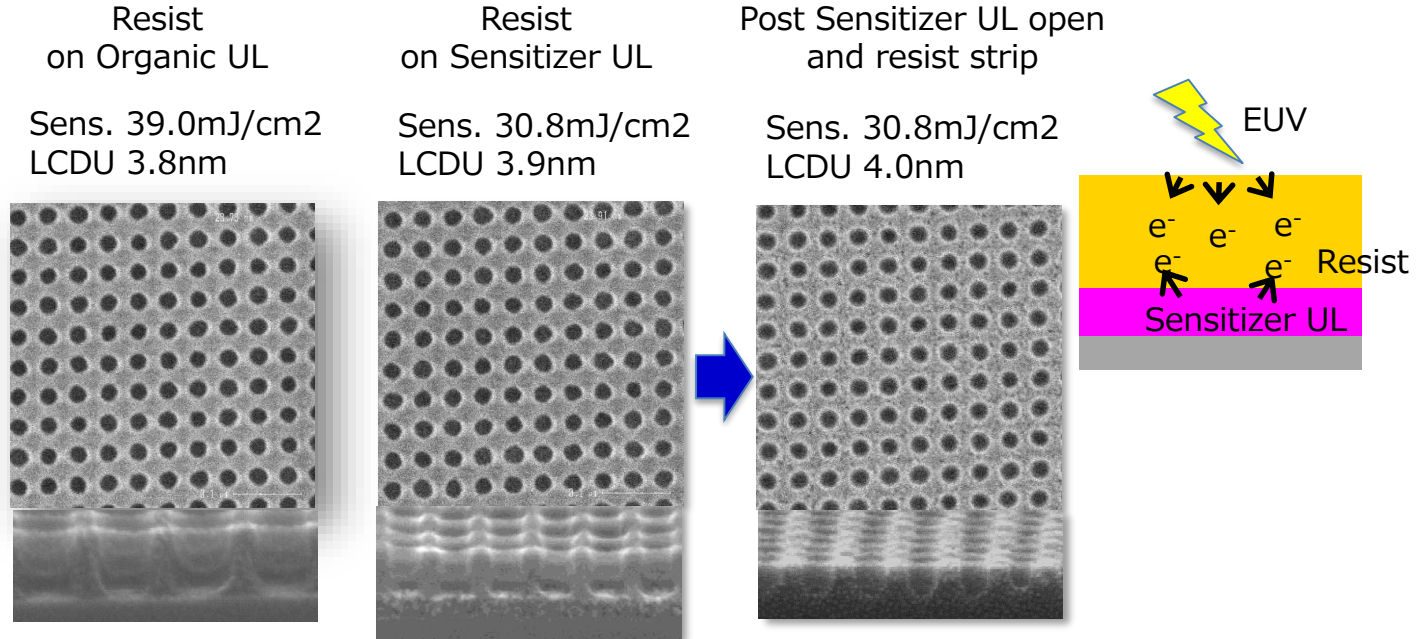 Resist
on Organic UL
Sens. 39.0mJ/cm2
LCDU 3.8nm
Resist
on Sensitizer UL
Sens. 30.8mJ/cm2
LCDU 3.9nm
Post Sensitizer UL open
and resist strip
Sens. 30.8mJ/cm2
LCDU 4.0nm
EUV
e-
e-
e-
e-
e-
Resist
Sensitizer UL